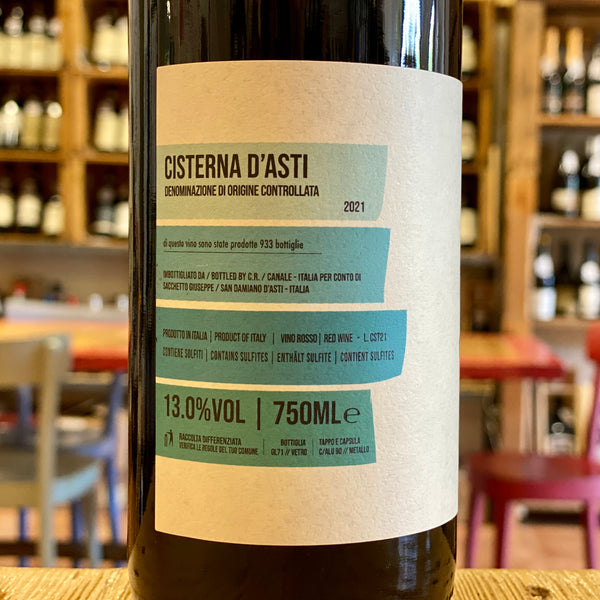 CISTERNA D'ASTI
DENOMINAZIONE DI ORIGINE CONTROLLATA
2021
di questo vino sono state prodotte 933 bottiglie
IMBOTTIGLIATO DA / BOTTLED BY C.R. / CANALE - ITALIA PER CONTO DI
SACCHETTO GIUSEPPE / SAN DAMIANO D'ASTI - ITALIA
PRODOTTO IN ITALIA | PRODUCT OF ITALY | VINO ROSSO | RED WINE - L. CST21
CONTIENE SOLFITI | CONTAINS SULFITES | ENTHÄLT SULFITE | CONTIENT SULFITES
13.0%VOL | 750ML℮
RACCOLTA DIFFERENZIATA
VERIFICA LE REGOLE DEL TUO COMUNE
BOTTIGLIA
GL71 // VETRO
TAPPO E CAPSULA
C/ALU 90 // METALLO